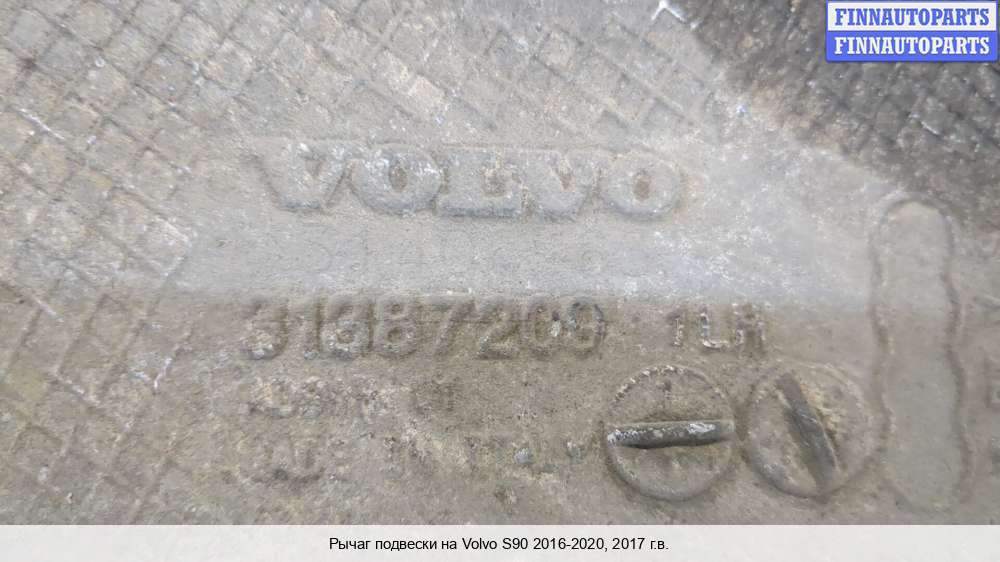 FINNAUTOPARTS
FINNAUTOPARTS
VOLVO
31387209 1LH
Рычаг подвески на Volvo S90 2016-2020, 2017 г.в.